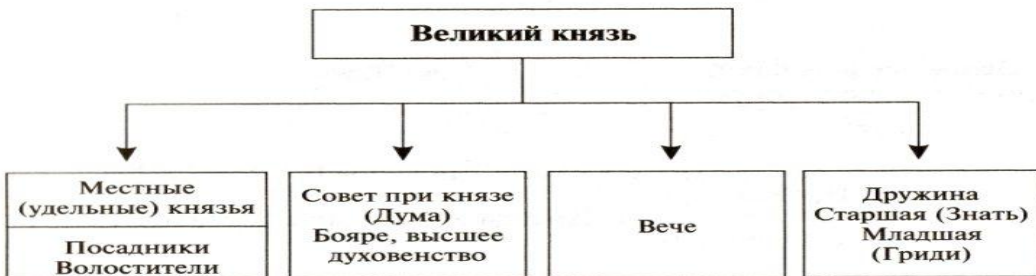 Великий князь
Местные
(удельные) князья
Посадники
Волостители
Совет при князе
(Дума)
Бояре, высшее
духовенство
Вече
Дружина
Старшая (Знать)
Младшая
(Гриди)